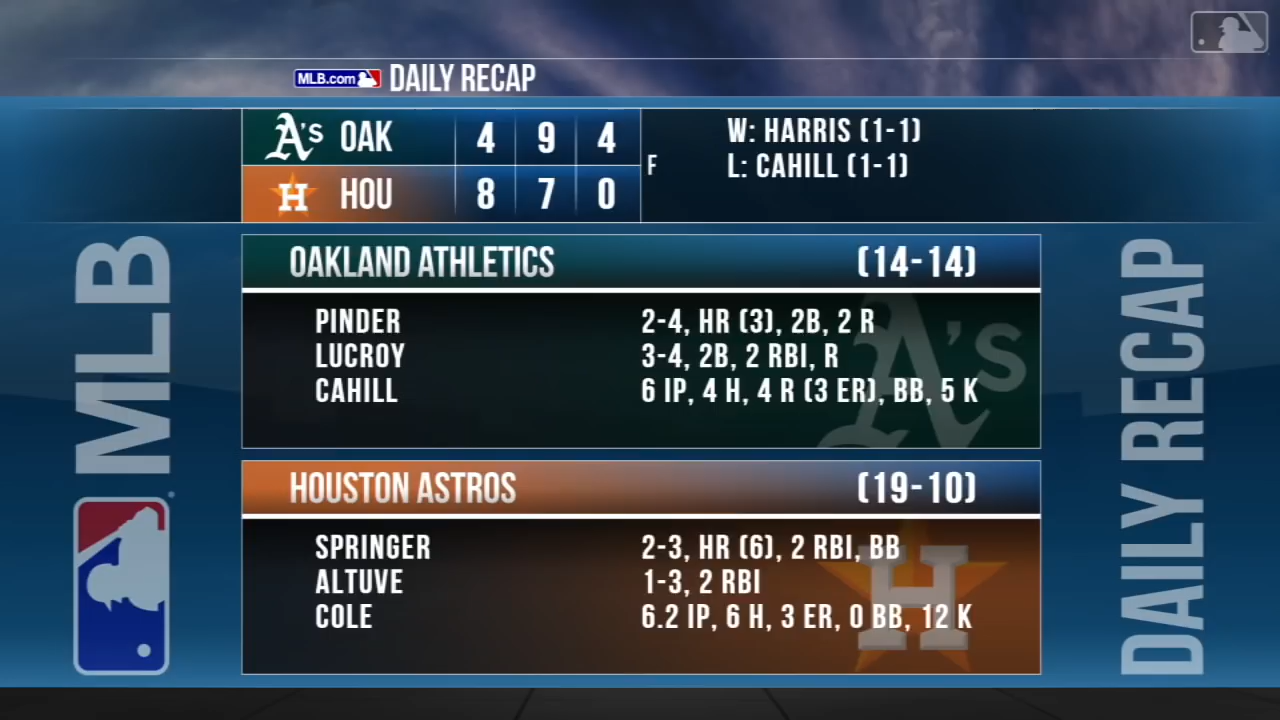 MLB.com DAILY RECAP
A's OAK 4 9 4
H HOU 8 7 0
F
W: HARRIS (1-1)
L: CAHILL (1-1)
OAKLAND ATHLETICS (14-14)
PINDER 2-4, HR (3), 2B, 2 R
LUCROY 3-4, 2B, 2 RBI, R
CAHILL 6 IP, 4 H, 4 R (3 ER), BB, 5 K
A's
HOUSTON ASTROS (19-10)
SPRINGER 2-3, HR (6), 2 RBI, BB
ALTUVE 1-3, 2 RBI
COLE 6.2 IP, 6 H, 3 ER, 0 BB, 12 K
H
MLB
DAILY RECAP